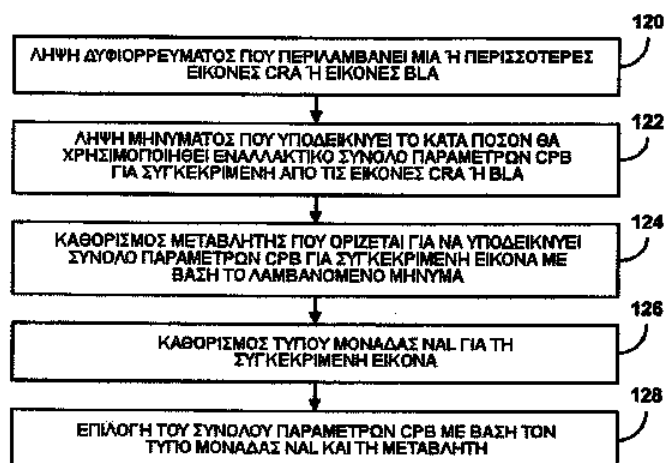 120
ΛΗΨΗ ΔΥΦΙΟΡΡΕΥΜΑΤΟΣ ΠΟΥ ΠΕΡΙΛΑΜΒΑΝΕΙ ΜΙΑ Ή ΠΕΡΙΣΣΟΤΕΡΕΣ
ΕΙΚΟΝΕΣ CRA Ή ΕΙΚΟΝΕΣ BLA
122
ΛΗΨΗ ΜΗΝΥΜΑΤΟΣ ΠΟΥ ΥΠΟΔΕΙΚΝΥΕΙ ΤΟ ΚΑΤΑ ΠΟΣΟΝ ΘΑ
ΧΡΗΣΙΜΟΠΟΙΗΘΕΙ ΕΝΑΛΛΑΚΤΙΚΟ ΣΥΝΟΛΟ ΠΑΡΑΜΕΤΡΩΝ CPB
ΓΙΑ ΣΥΓΚΕΚΡΙΜΕΝΗ ΑΠΟ ΤΙΣ ΕΙΚΟΝΕΣ CRA Ή BLA
124
ΚΑΘΟΡΙΣΜΟΣ ΜΕΤΑΒΛΗΤΗΣ ΠΟΥ ΟΡΙΖΕΤΑΙ ΓΙΑ ΝΑ ΥΠΟΔΕΙΚΝΥΕΙ
ΣΥΝΟΛΟ ΠΑΡΑΜΕΤΡΩΝ CPB ΓΙΑ ΣΥΓΚΕΚΡΙΜΕΝΗ ΕΙΚΟΝΑ ΜΕ
ΒΑΣΗ ΤΟ ΛΑΜΒΑΝΟΜΕΝΟ ΜΗΝΥΜΑ
126
ΚΑΘΟΡΙΣΜΟΣ ΤΥΠΟΥ ΜΟΝΑΔΑΣ NAL ΓΙΑ ΤΗ
ΣΥΓΚΕΚΡΙΜΕΝΗ ΕΙΚΟΝΑ
128
ΕΠΙΛΟΓΗ ΤΟΥ ΣΥΝΟΛΟΥ ΠΑΡΑΜΕΤΡΩΝ CPB ΜΕ ΒΑΣΗ ΤΟΝ
ΤΥΠΟ ΜΟΝΑΔΑΣ NAL ΚΑΙ ΤΗ ΜΕΤΑΒΛΗΤΗ